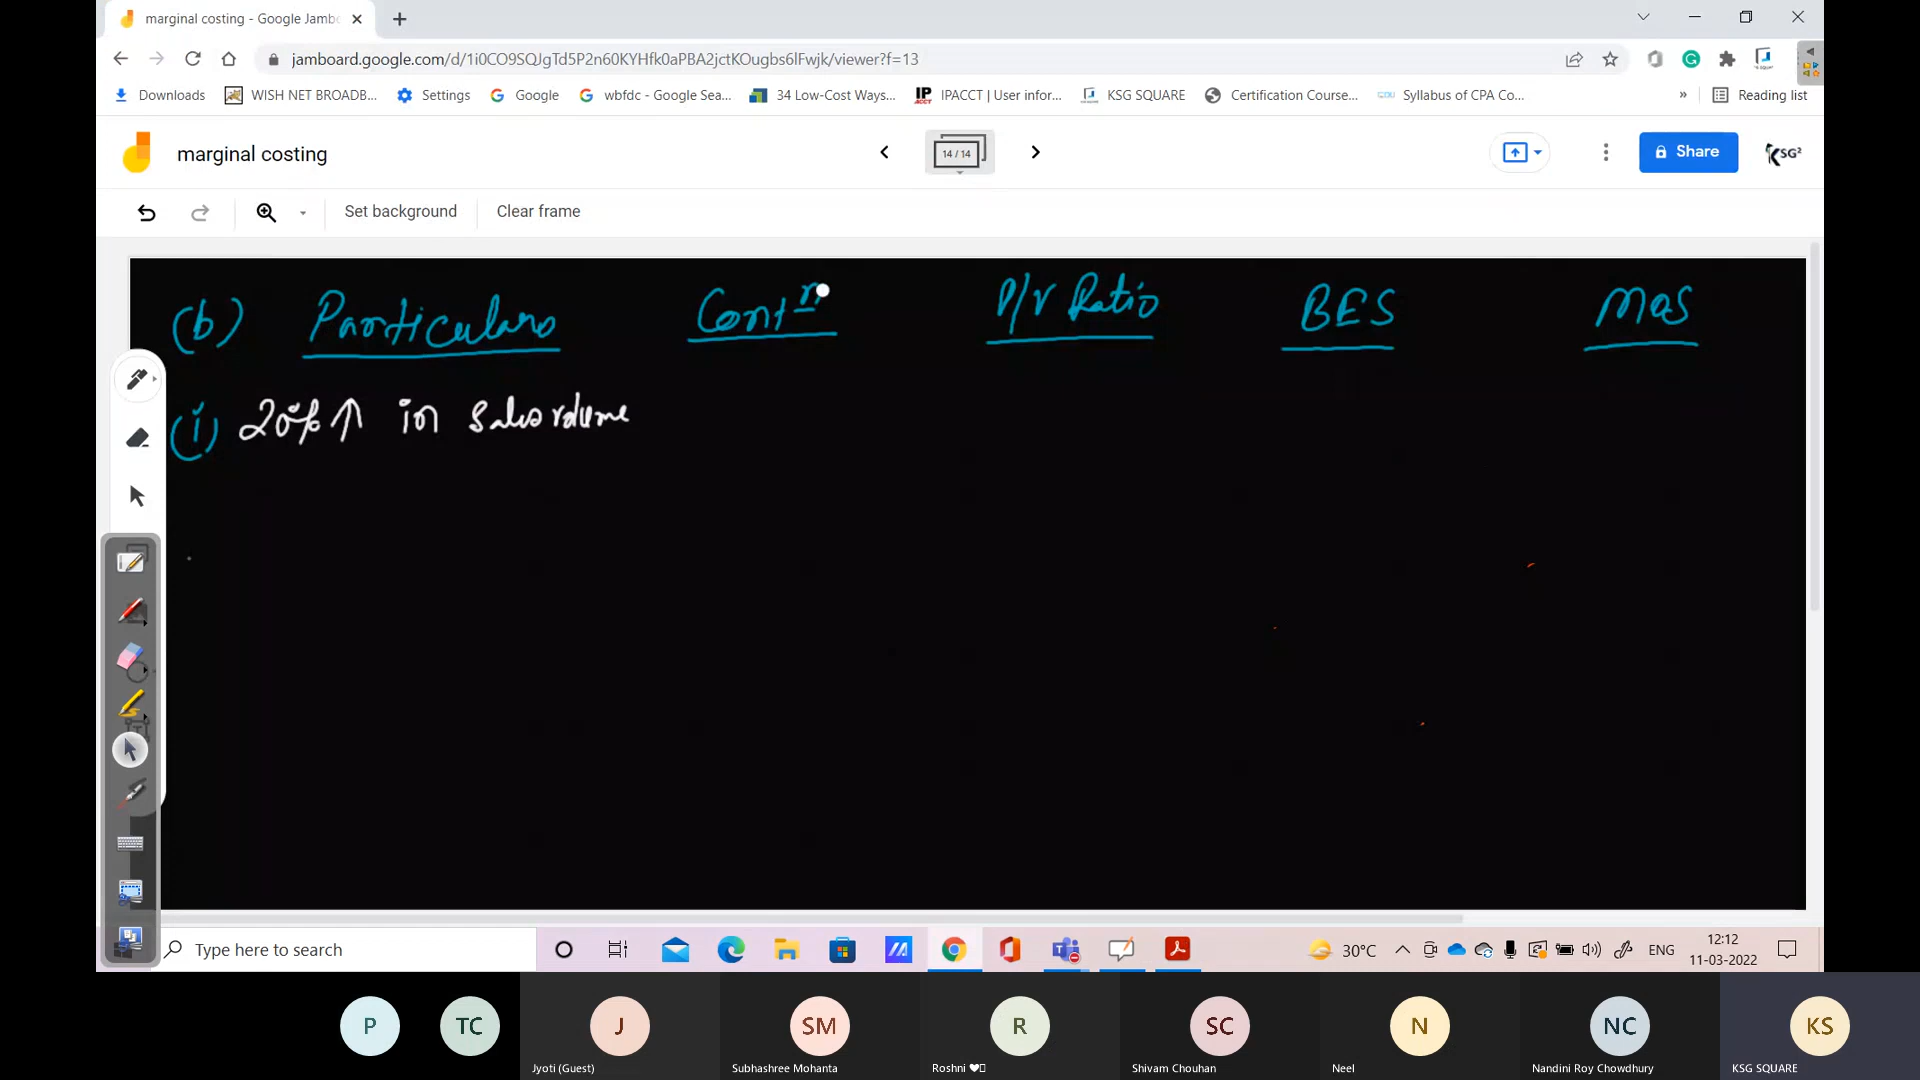 marginal costing - Google Jambo
jamboard.google.com/d/1i0CO9SQJgTd5P2n60KYHfk0aPBA2jctKOugbs6lFwjk/viewer?f=13
Downloads WISH NET BROADB... Settings Google wbfdc - Google Sea... 34 Low-Cost Ways... IPACCT | User infor... KSG SQUARE Certification Course... Syllabus of CPA Co... » Reading list
marginal costing
14 / 14
Share
KSG²
Set background Clear frame
(b) Particulars Contn P/V Ratio BES MOS
(i) 20% ↑ in Sales volume
Type here to search
30°C
ENG
12:12
11-03-2022
P TC J SM R SC N NC KS
Jyoti (Guest) Subhashree Mohanta Roshni ♥ Shivam Chouhan Neel Nandini Roy Chowdhury KSG SQUARE